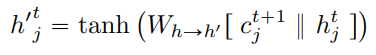 h'^t_j = tanh (W_{h→h'}[ c^{t+1}_j ∥ h^t_j ])